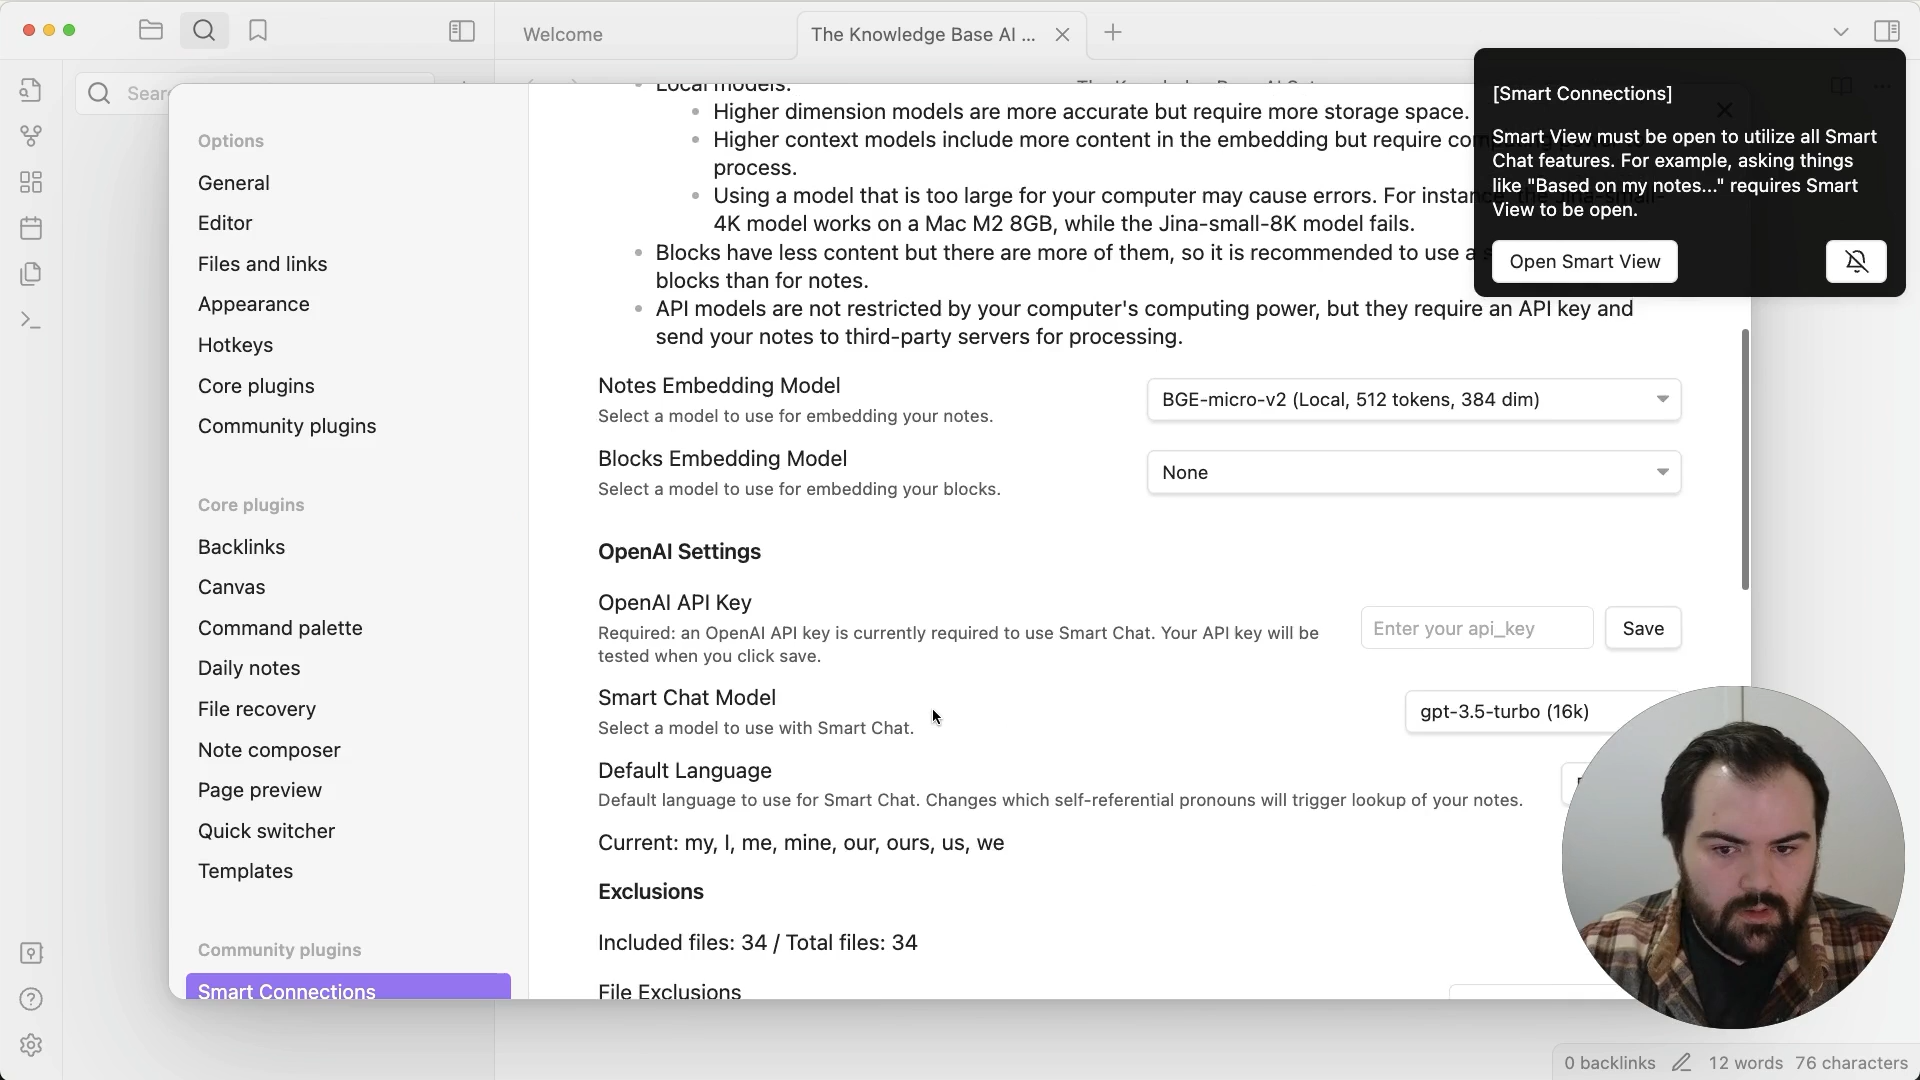 Welcome
The Knowledge Base AI ...
Sear
Options
General
Editor
Files and links
Appearance
Hotkeys
Core plugins
Community plugins
Core plugins
Backlinks
Canvas
Command palette
Daily notes
File recovery
Note composer
Page preview
Quick switcher
Templates
Community plugins
Smart Connections
Local models:
Higher dimension models are more accurate but require more storage space.
Higher context models include more content in the embedding but require
process.
Using a model that is too large for your computer may cause errors. For instance, the Jina-small-
4K model works on a Mac M2 8GB, while the Jina-small-8K model fails.
Blocks have less content but there are more of them, so it is recommended to use a
blocks than for notes.
API models are not restricted by your computer's computing power, but they require an API key and
send your notes to third-party servers for processing.
Notes Embedding Model
Select a model to use for embedding your notes.
BGE-micro-v2 (Local, 512 tokens, 384 dim)
Blocks Embedding Model
Select a model to use for embedding your blocks.
None
OpenAI Settings
OpenAI API Key
Required: an OpenAI API key is currently required to use Smart Chat. Your API key will be
tested when you click save.
Enter your api_key
Save
Smart Chat Model
Select a model to use with Smart Chat.
gpt-3.5-turbo (16k)
Default Language
Default language to use for Smart Chat. Changes which self-referential pronouns will trigger lookup of your notes.
Current: my, I, me, mine, our, ours, us, we
Exclusions
Included files: 34 / Total files: 34
File Exclusions
[Smart Connections]
Smart View must be open to utilize all Smart
Chat features. For example, asking things
like "Based on my notes..." requires Smart
View to be open.
Open Smart View
0 backlinks
12 words
76 characters